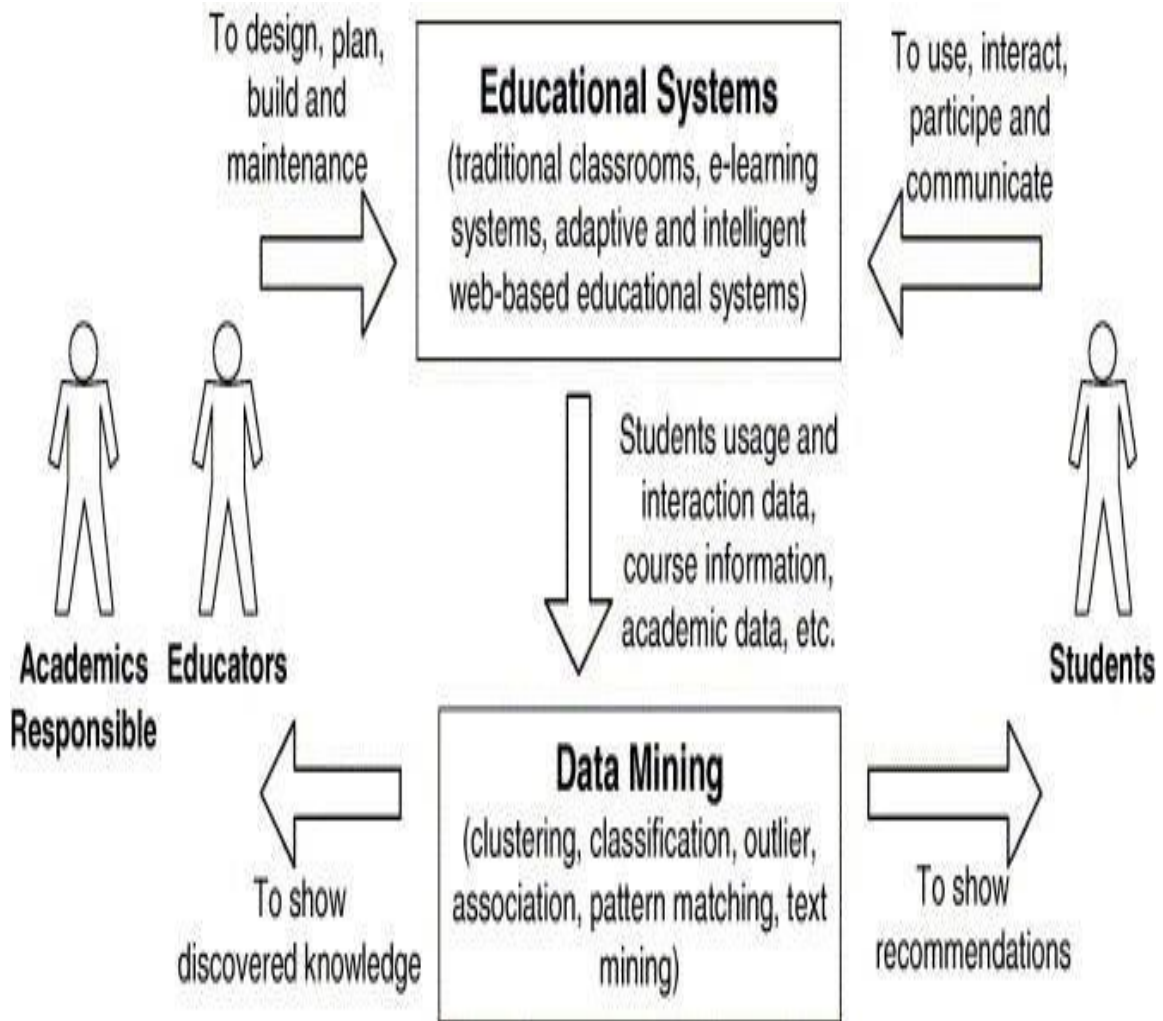 To design, plan,
build and
maintenance
Educational Systems
(traditional classrooms, e-learning
systems, adaptive and intelligent
web-based educational systems)
To use, interact,
participe and
communicate
Students usage and
interaction data,
course information,
academic data, etc.
Academics
Responsible
Educators
Students
To show
discovered knowledge
Data Mining
(clustering, classification, outlier,
association, pattern matching, text
mining)
To show
recommendations